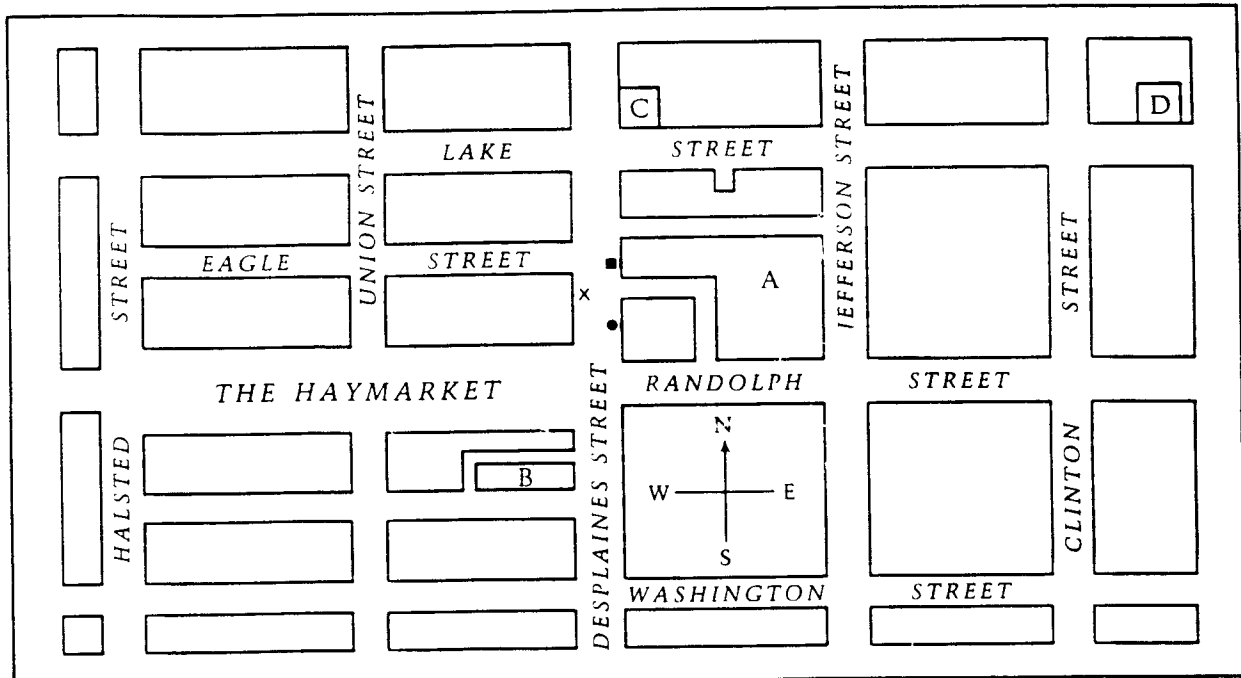 C
D
LAKE STREET
UNION STREET
JEFFERSON STREET
STREET
EAGLE STREET
A
STREET
x
THE HAYMARKET
RANDOLPH STREET
HALSTED
DESPLAINES STREET
N
W E
S
B
CLINTON
WASHINGTON STREET